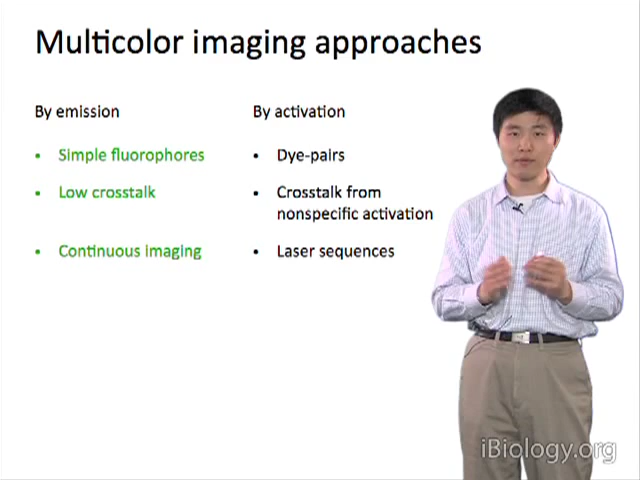 Multicolor imaging approaches
By emission
By activation
• Simple fluorophores
• Dye-pairs
• Low crosstalk
• Crosstalk from
nonspecific activation
• Continuous imaging
• Laser sequences
iBiology.org